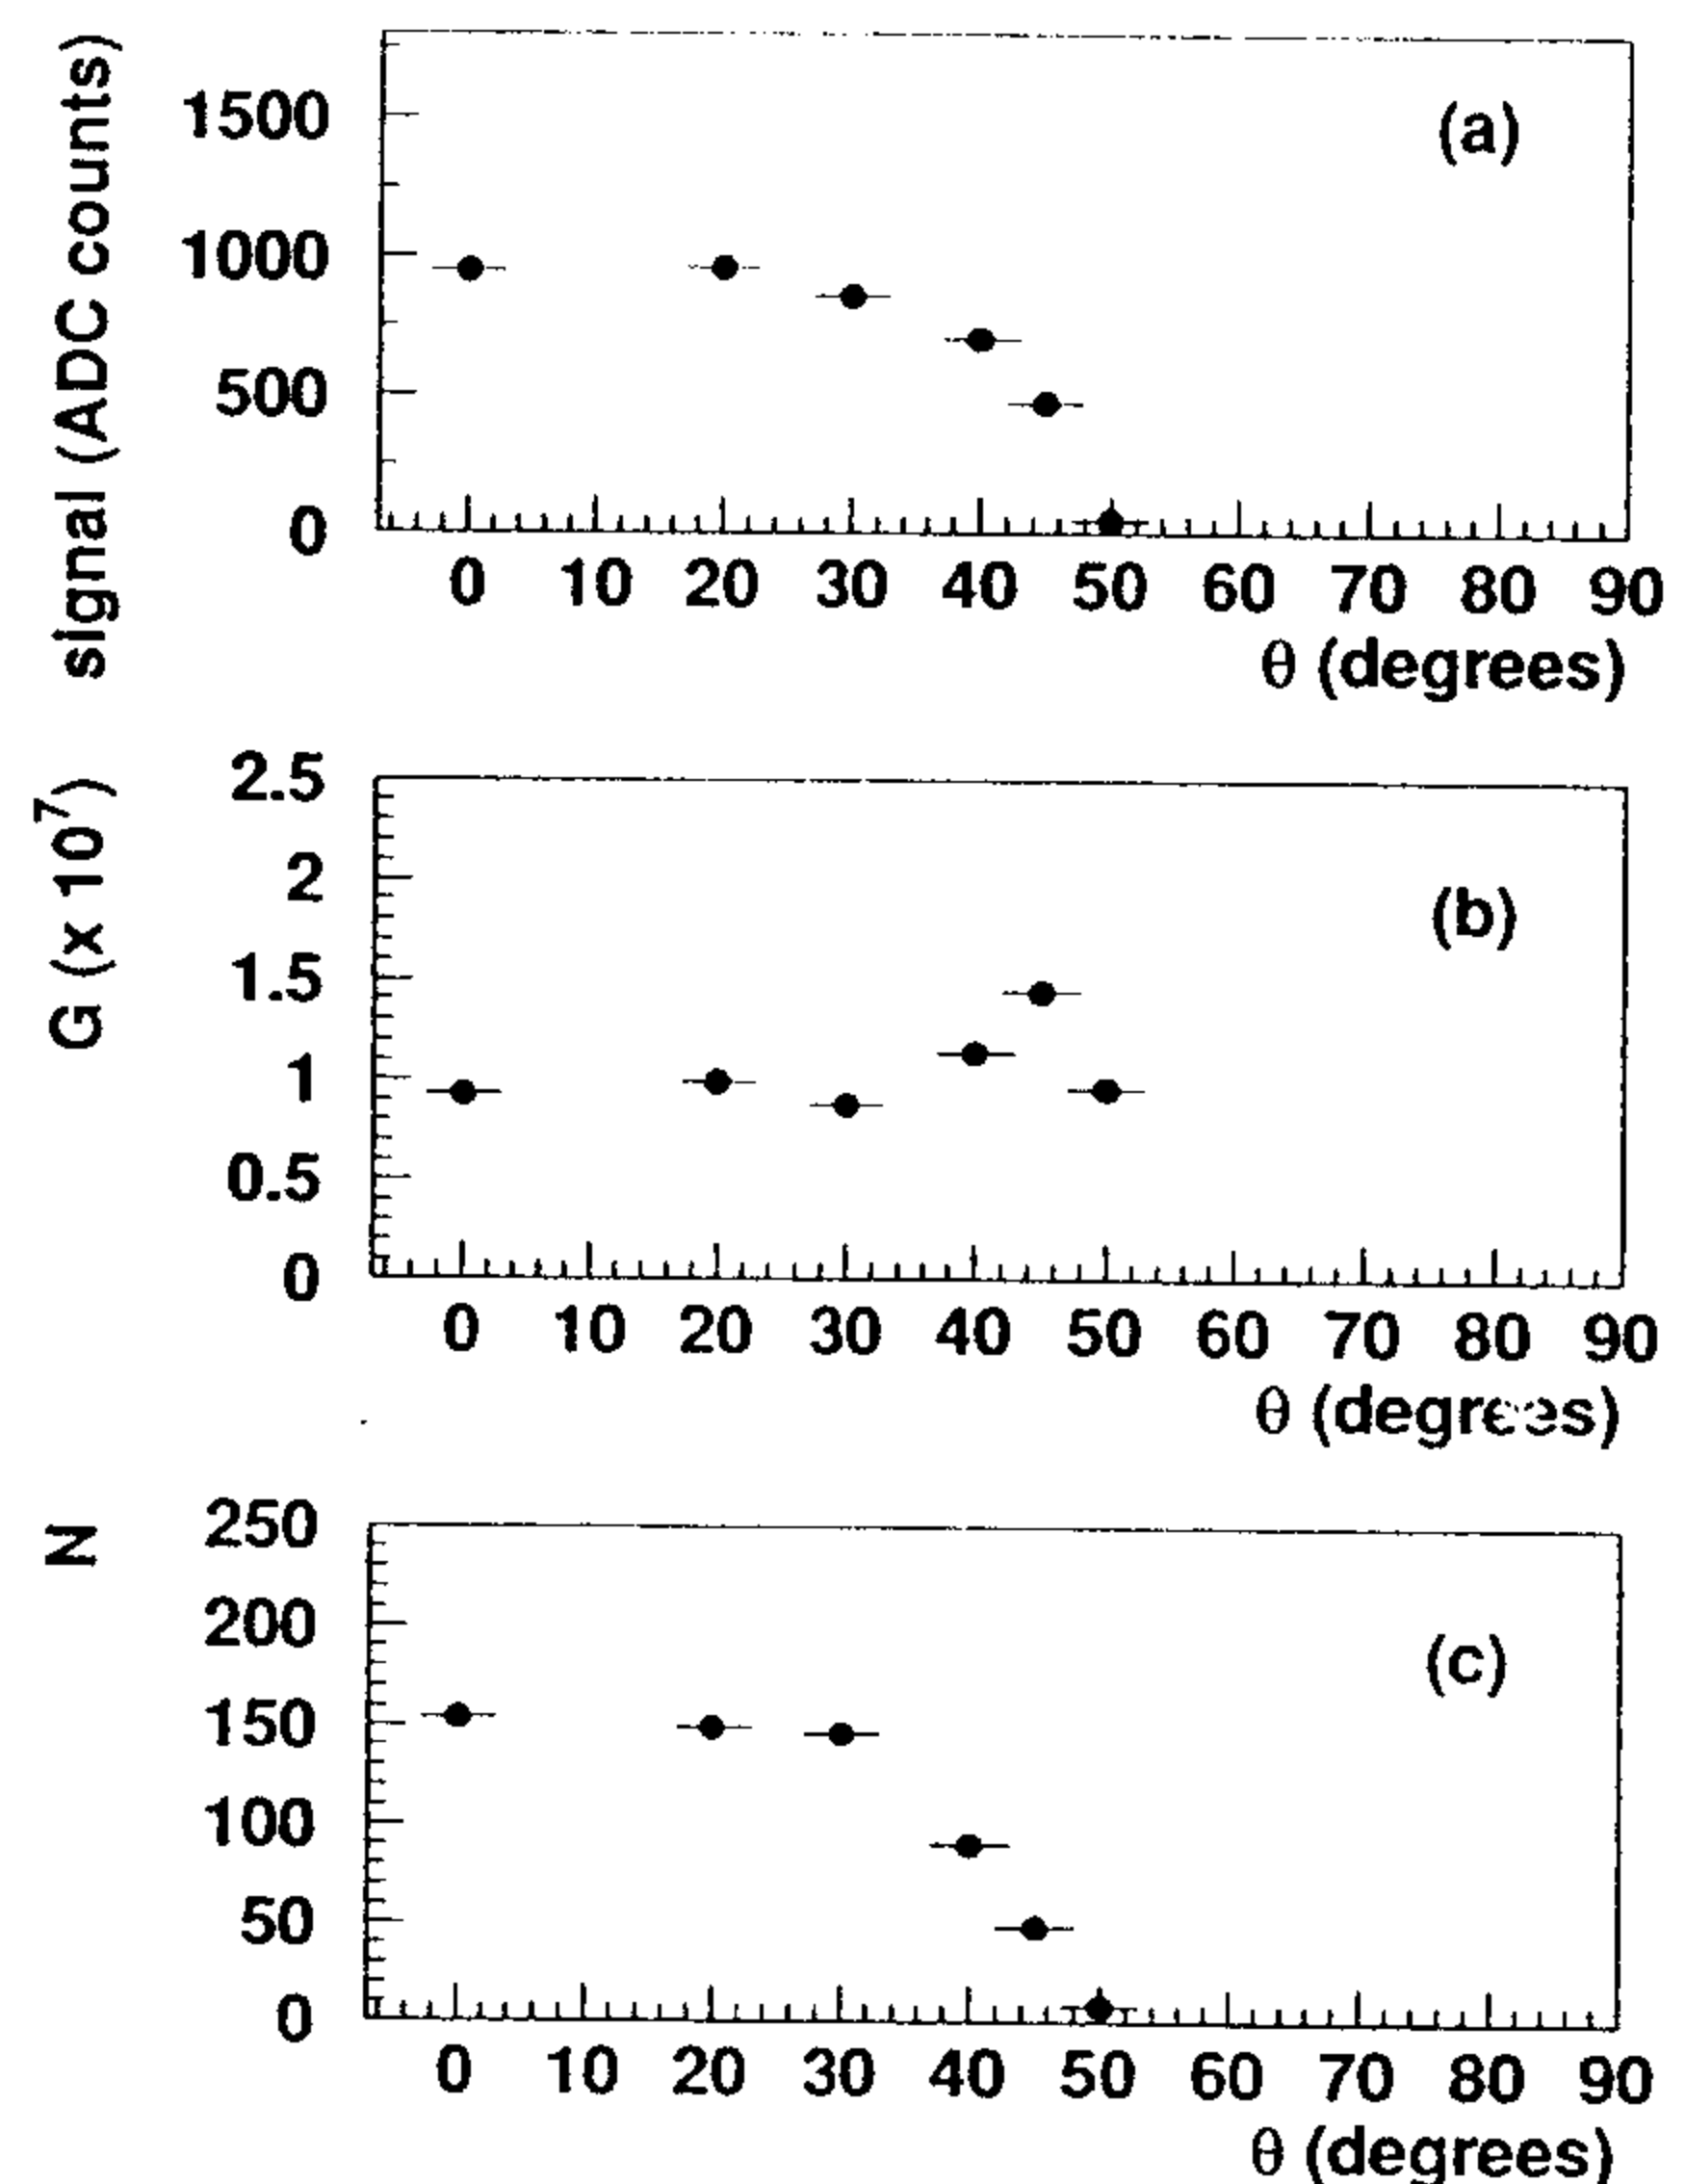 signal (ADC counts)
1500
1000
500
0
(a)
0 10 20 30 40 50 60 70 80 90
θ (degrees)
G (x 10⁷)
2.5
2
1.5
1
0.5
0
(b)
0 10 20 30 40 50 60 70 80 90
θ (degrees)
N
250
200
150
100
50
0
(c)
0 10 20 30 40 50 60 70 80 90
θ (degrees)